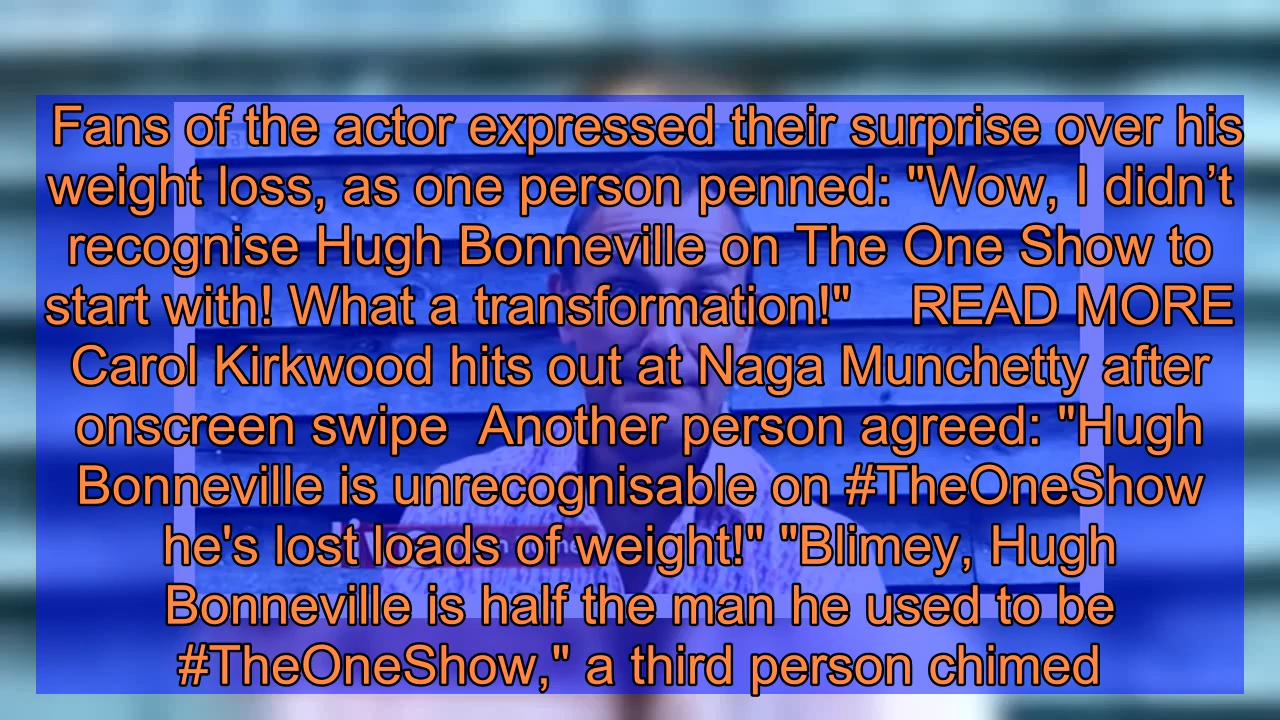 Fans of the actor expressed their surprise over his
weight loss, as one person penned: "Wow, I didn’t
recognise Hugh Bonneville on The One Show to
start with! What a transformation!"    READ MORE
Carol Kirkwood hits out at Naga Munchetty after
onscreen swipe  Another person agreed: "Hugh
Bonneville is unrecognisable on #TheOneShow
he's lost loads of weight!" "Blimey, Hugh
Bonneville is half the man he used to be
#TheOneShow," a third person chimed